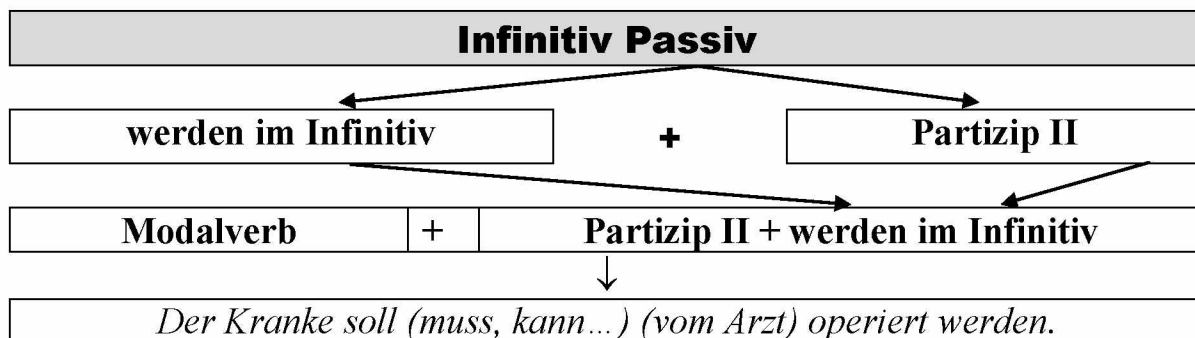 Infinitiv Passiv
werden im Infinitiv + Partizip II
Modalverb + Partizip II + werden im Infinitiv
↓
Der Kranke soll (muss, kann…) (vom Arzt) operiert werden.